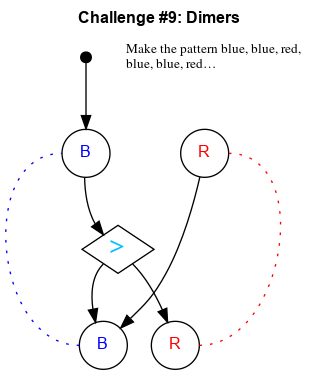 Challenge #9: Dimers
Make the pattern blue, blue, red,
blue, blue, red…
B
R
>
B
R